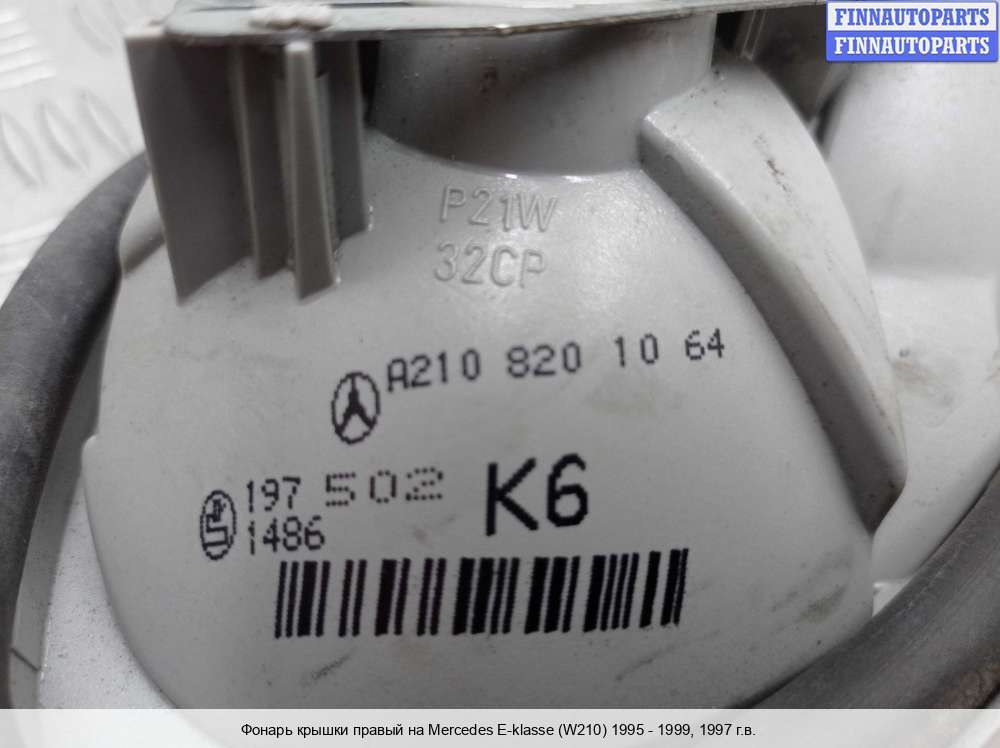 FINNAUTOPARTS
FINNAUTOPARTS
P21W
32CP
A210 820 10 64
197 502 K6
1486
Фонарь крышки правый на Mercedes E-klasse (W210) 1995 - 1999, 1997 г.в.